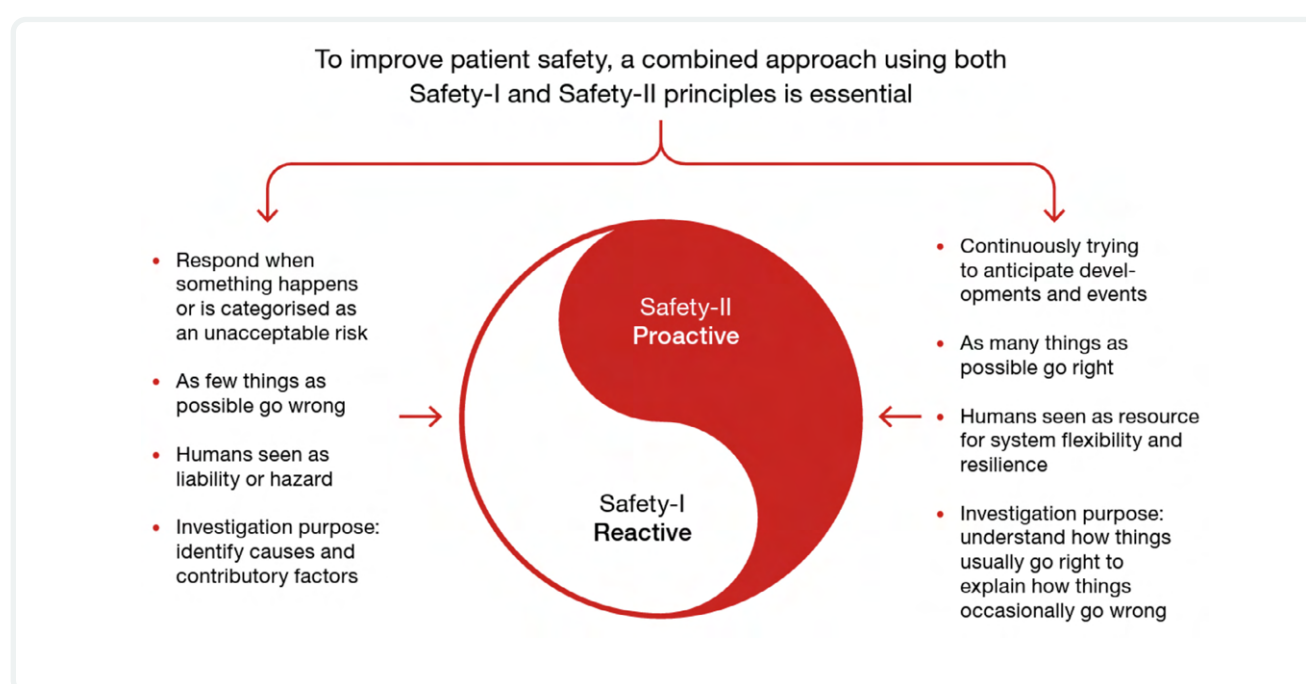 To improve patient safety, a combined approach using both
Safety-I and Safety-II principles is essential
• Respond when
something happens
or is categorised as
an unacceptable risk
• As few things as
possible go wrong
• Humans seen as
liability or hazard
• Investigation purpose:
identify causes and
contributory factors
Safety-II
Proactive
Safety-I
Reactive
• Continuously trying
to anticipate devel-
opments and events
• As many things as
possible go right
• Humans seen as resource
for system flexibility and
resilience
• Investigation purpose:
understand how things
usually go right to
explain how things
occasionally go wrong